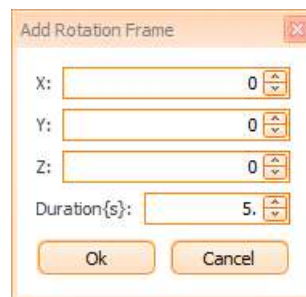 Add Rotation Frame
X: 0
Y: 0
Z: 0
Duration{s}: 5.
Ok Cancel